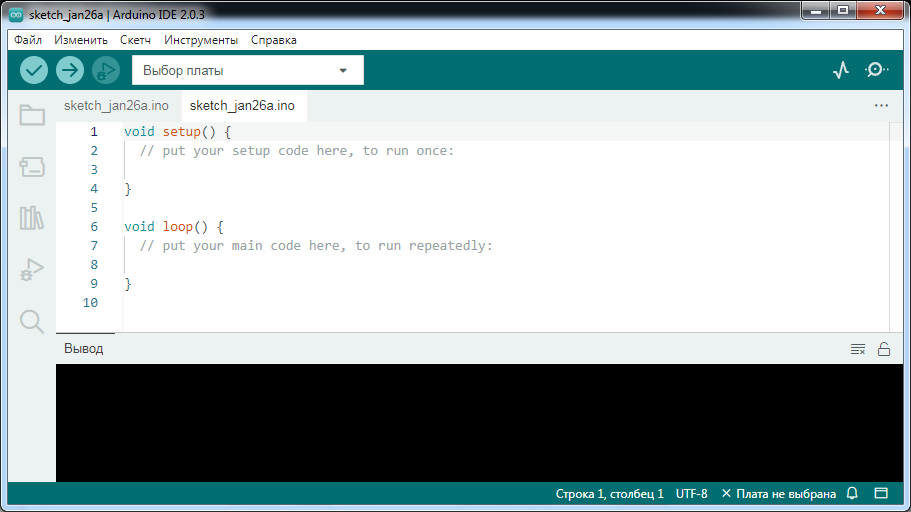 sketch_jan26a | Arduino IDE 2.0.3
Файл Изменить Скетч Инструменты Справка
Выбор платы
sketch_jan26a.ino sketch_jan26a.ino
1 void setup() {
2 // put your setup code here, to run once:
3
4 }
5
6 void loop() {
7 // put your main code here, to run repeatedly:
8
9 }
10
Вывод
Строка 1, столбец 1 UTF-8 Плата не выбрана